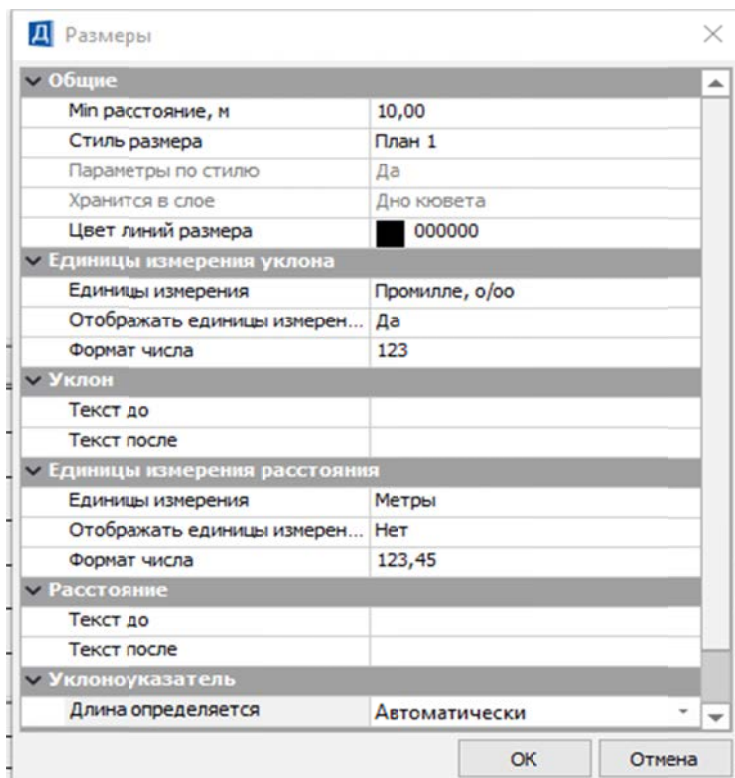 Д Размеры
Общие
Min расстояние, м 10,00
Стиль размера План 1
Параметры по стилю Да
Хранится в слое Дно кювета
Цвет линий размера 000000
Единицы измерения уклона
Единицы измерения Промилле, о/оо
Отображать единицы измерен... Да
Формат числа 123
Уклон
Текст до
Текст после
Единицы измерения расстояния
Единицы измерения Метры
Отображать единицы измерен... Нет
Формат числа 123,45
Расстояние
Текст до
Текст после
Уклоноуказатель
Длина определяется Автоматически
ОК Отмена